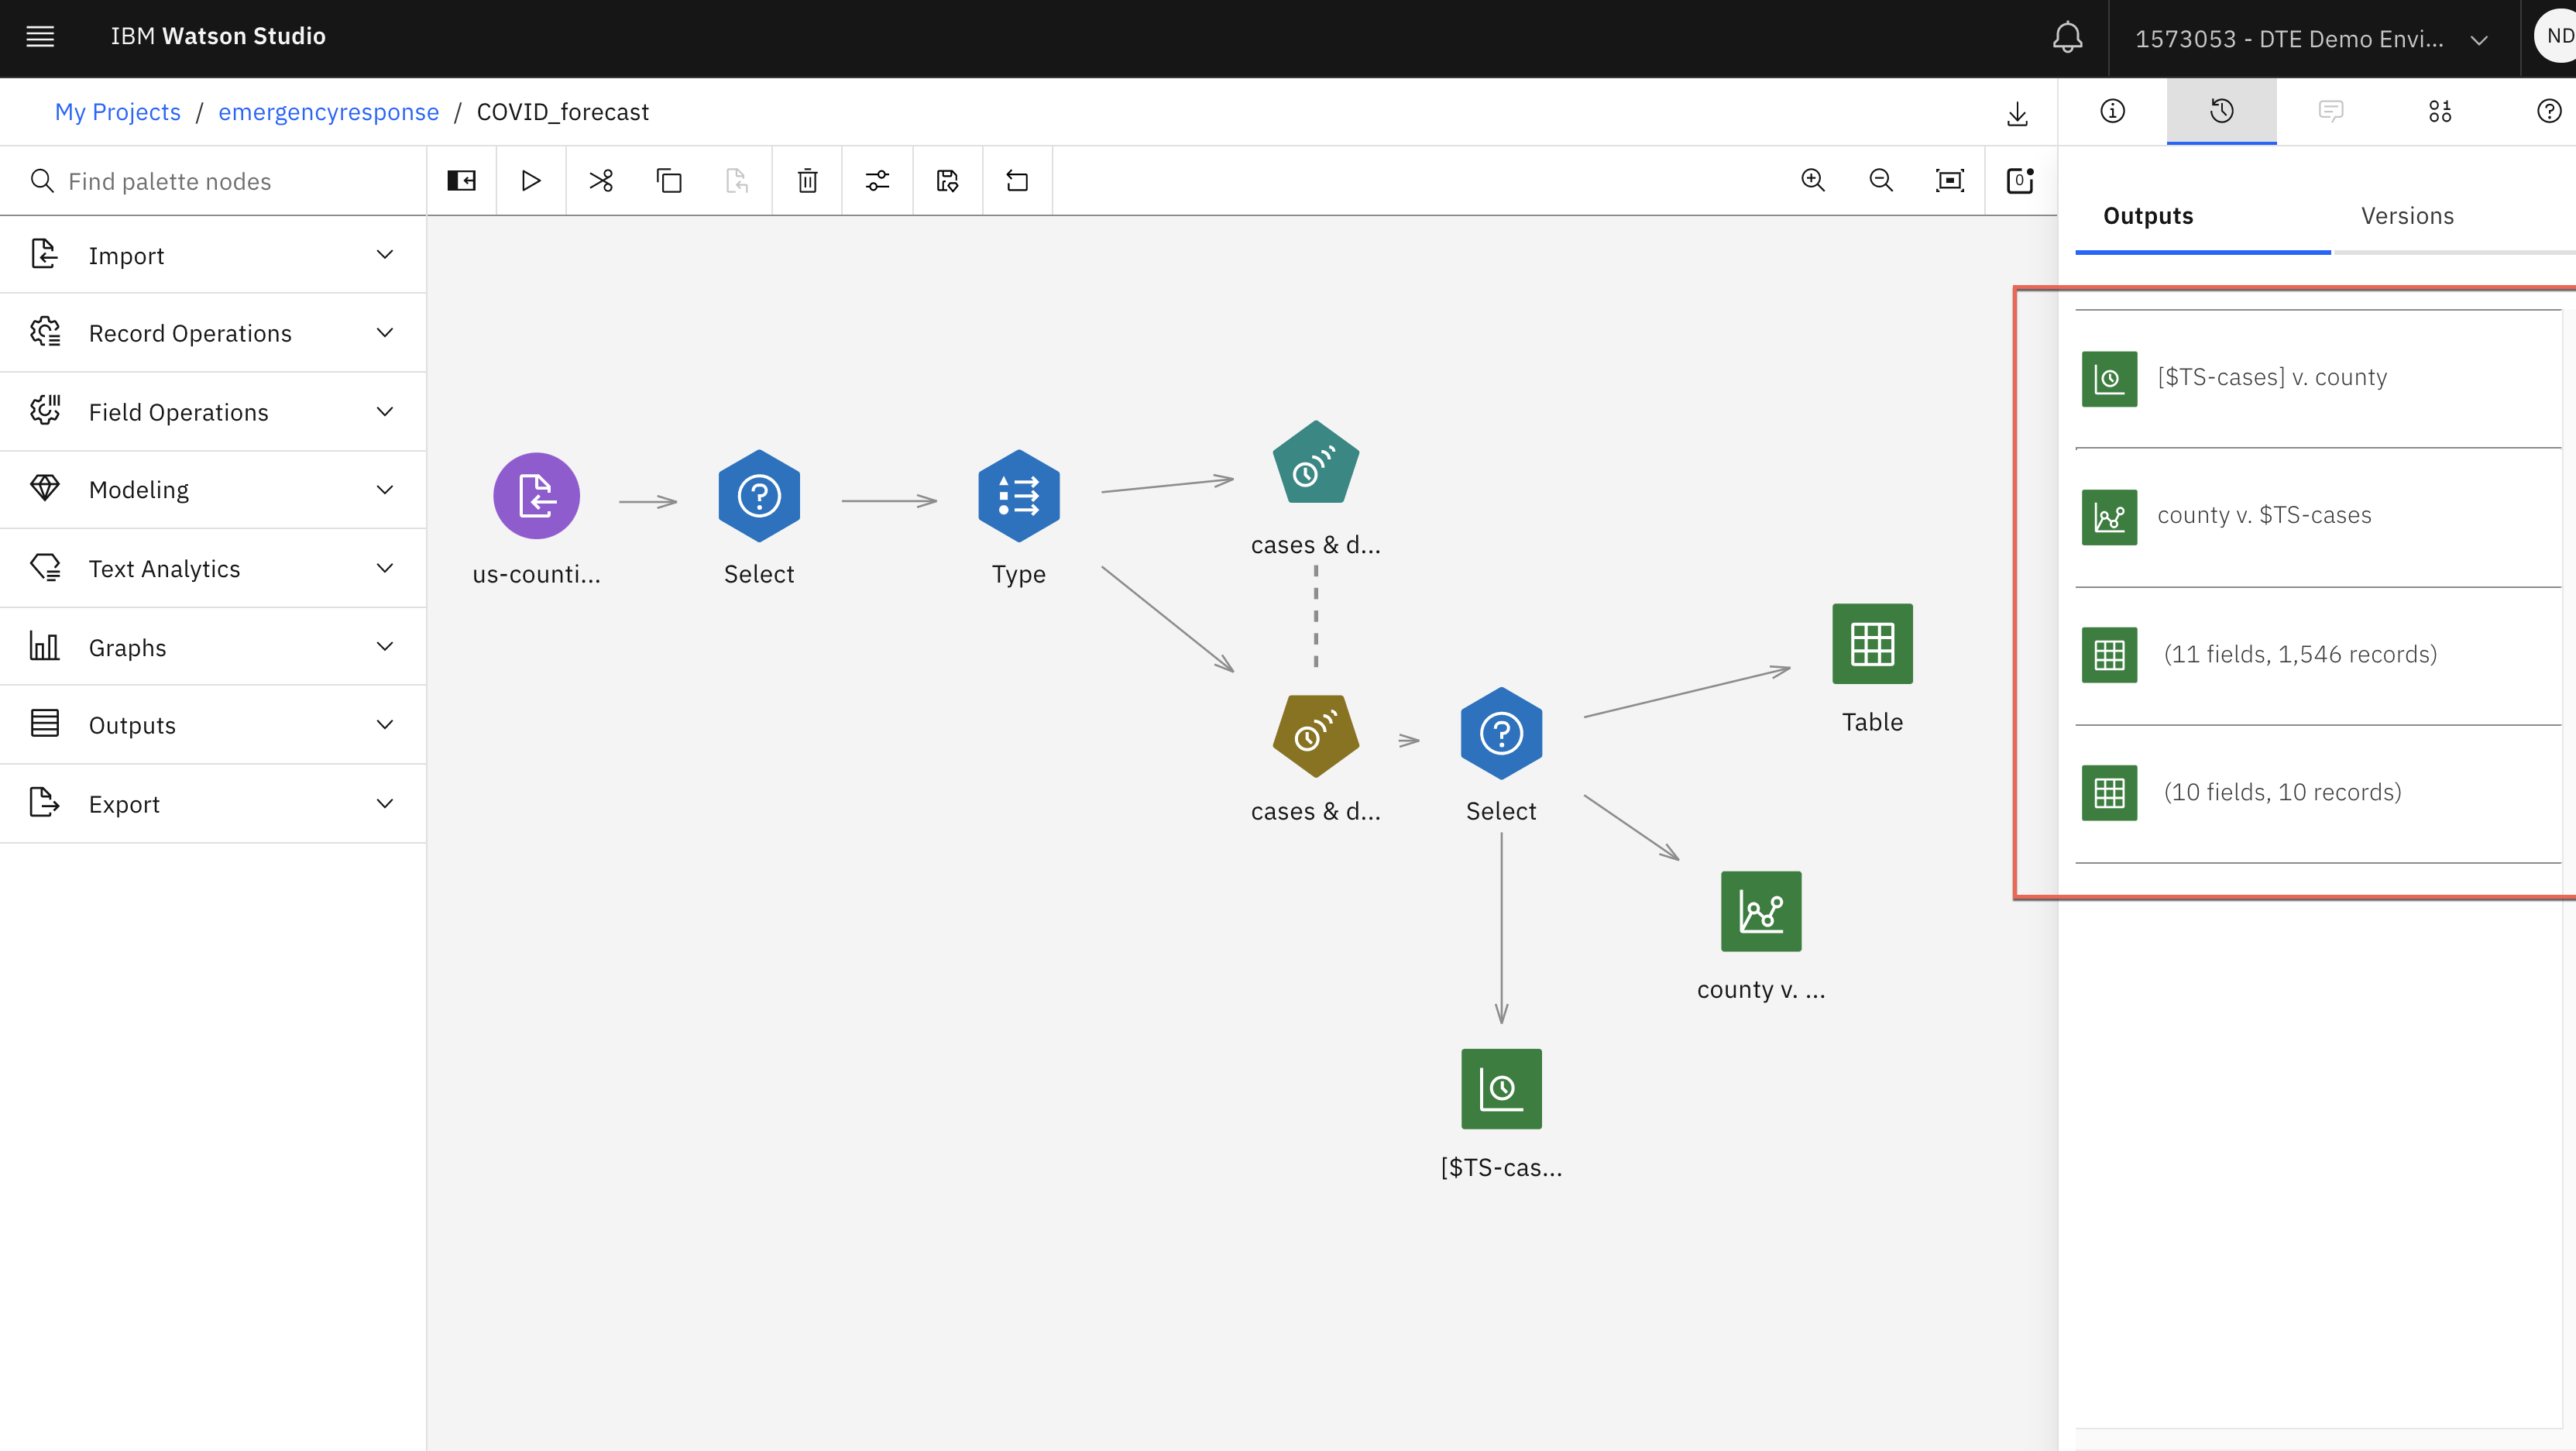 IBM Watson Studio
1573053 - DTE Demo Envi...
ND
My Projects / emergencyresponse / COVID_forecast
Find palette nodes
Import
Record Operations
Field Operations
Modeling
Text Analytics
Graphs
Outputs
Export
us-counti...
Select
Type
cases & d...
cases & d...
Select
Table
county v. ...
[$TS-cas...
Outputs
Versions
[$TS-cases] v. county
county v. $TS-cases
(11 fields, 1,546 records)
(10 fields, 10 records)